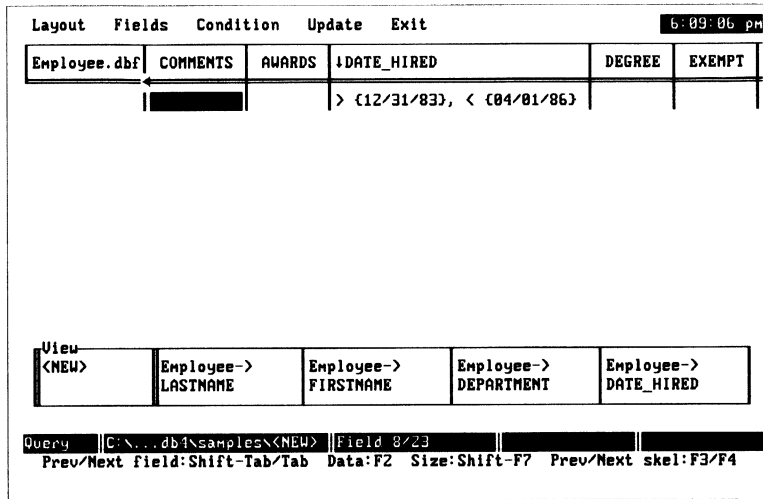 Layout Fields Condition Update Exit 6:09:06 pm
Employee.dbf COMMENTS AWARDS ↓DATE_HIRED DEGREE EXEMPT
> {12/31/83}, < {04/01/86}
View
<NEW> Employee-> Employee-> Employee-> Employee->
LASTNAME FIRSTNAME DEPARTMENT DATE_HIRED
Query C:\...db4\samples\<NEW> Field 8/23
Prev/Next field:Shift-Tab/Tab Data:F2 Size:Shift-F7 Prev/Next skel:F3/F4